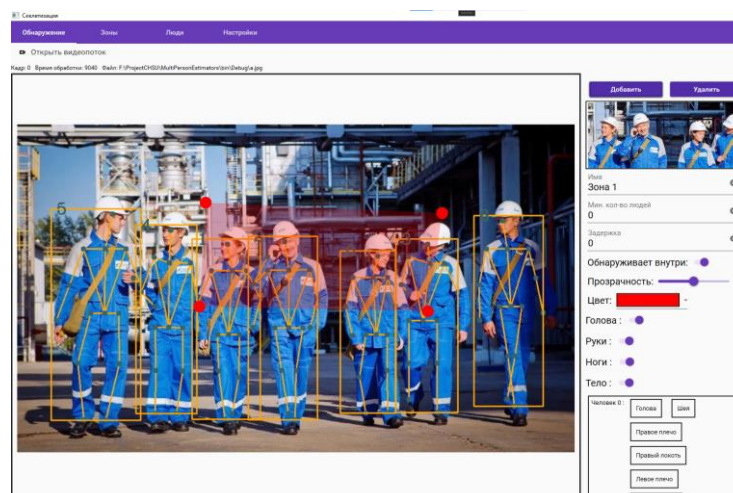 Скелетизация
Обнаружение Зоны Люди Настройки
Открыть видеопоток
Кадр: 0 Время обработки: 9040 Файл: F:\ProjectCHSU\MultiPersonEstimators\bin\Debug\a.jpg
5
Добавить Удалить
Имя
Зона 1
Мин. кол-во людей
0
Задержка
0
Обнаруживает внутри:
Прозрачность:
Цвет:
Голова :
Руки :
Ноги :
Тело :
Человек 0 : Голова Шея
Правое плечо
Правый локоть
Левое плечо